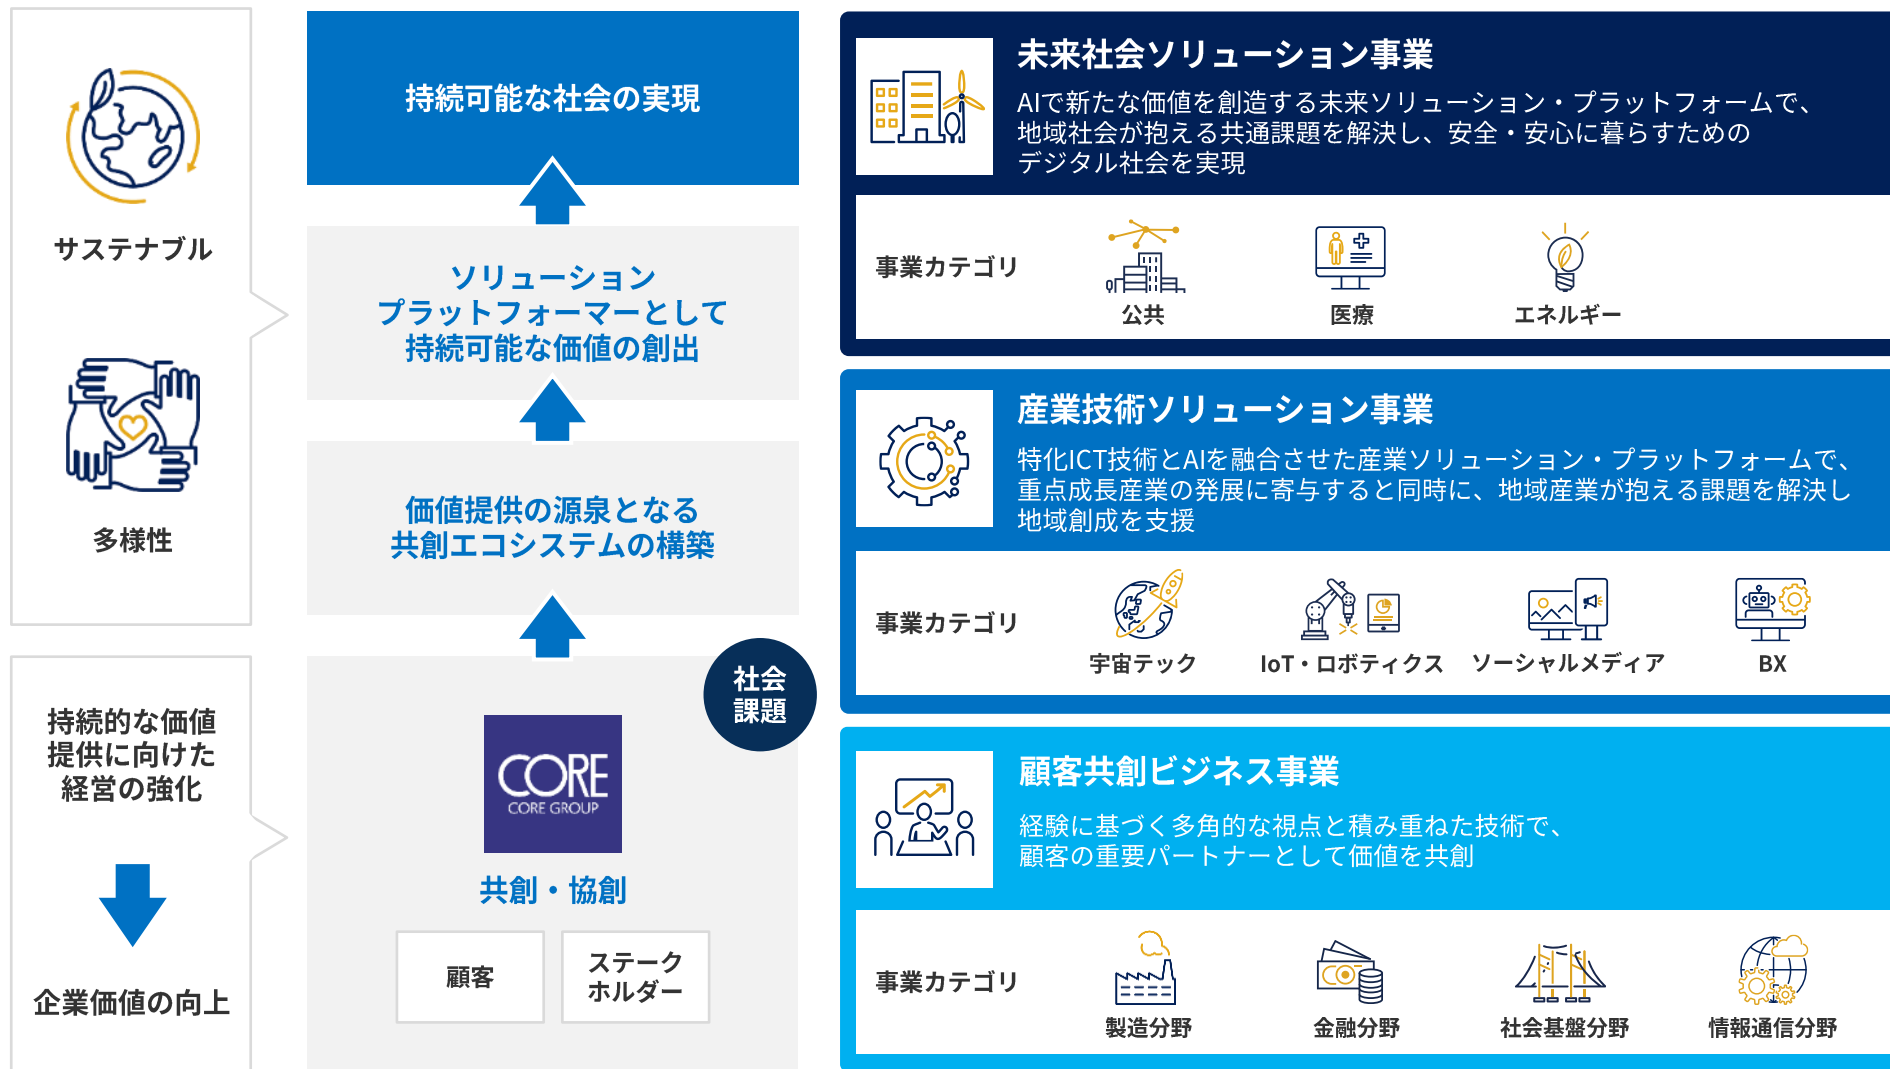 サステナブル
多様性
持続的な価値
提供に向けた
経営の強化
企業価値の向上
持続可能な社会の実現
ソリューション
プラットフォーマーとして
持続可能な価値の創出
価値提供の源泉となる
共創エコシステムの構築
社会
課題
CORE
CORE GROUP
共創・協創
顧客
ステーク
ホルダー
未来社会ソリューション事業
AIで新たな価値を創造する未来ソリューション・プラットフォームで、
地域社会が抱える共通課題を解決し、安全・安心に暮らすための
デジタル社会を実現
事業カテゴリ
公共
医療
エネルギー
産業技術ソリューション事業
特化ICT技術とAIを融合させた産業ソリューション・プラットフォームで、
重点成長産業の発展に寄与すると同時に、地域産業が抱える課題を解決し
地域創成を支援
事業カテゴリ
宇宙テック
IoT・ロボティクス
ソーシャルメディア
BX
顧客共創ビジネス事業
経験に基づく多角的な視点と積み重ねた技術で、
顧客の重要パートナーとして価値を共創
事業カテゴリ
製造分野
金融分野
社会基盤分野
情報通信分野